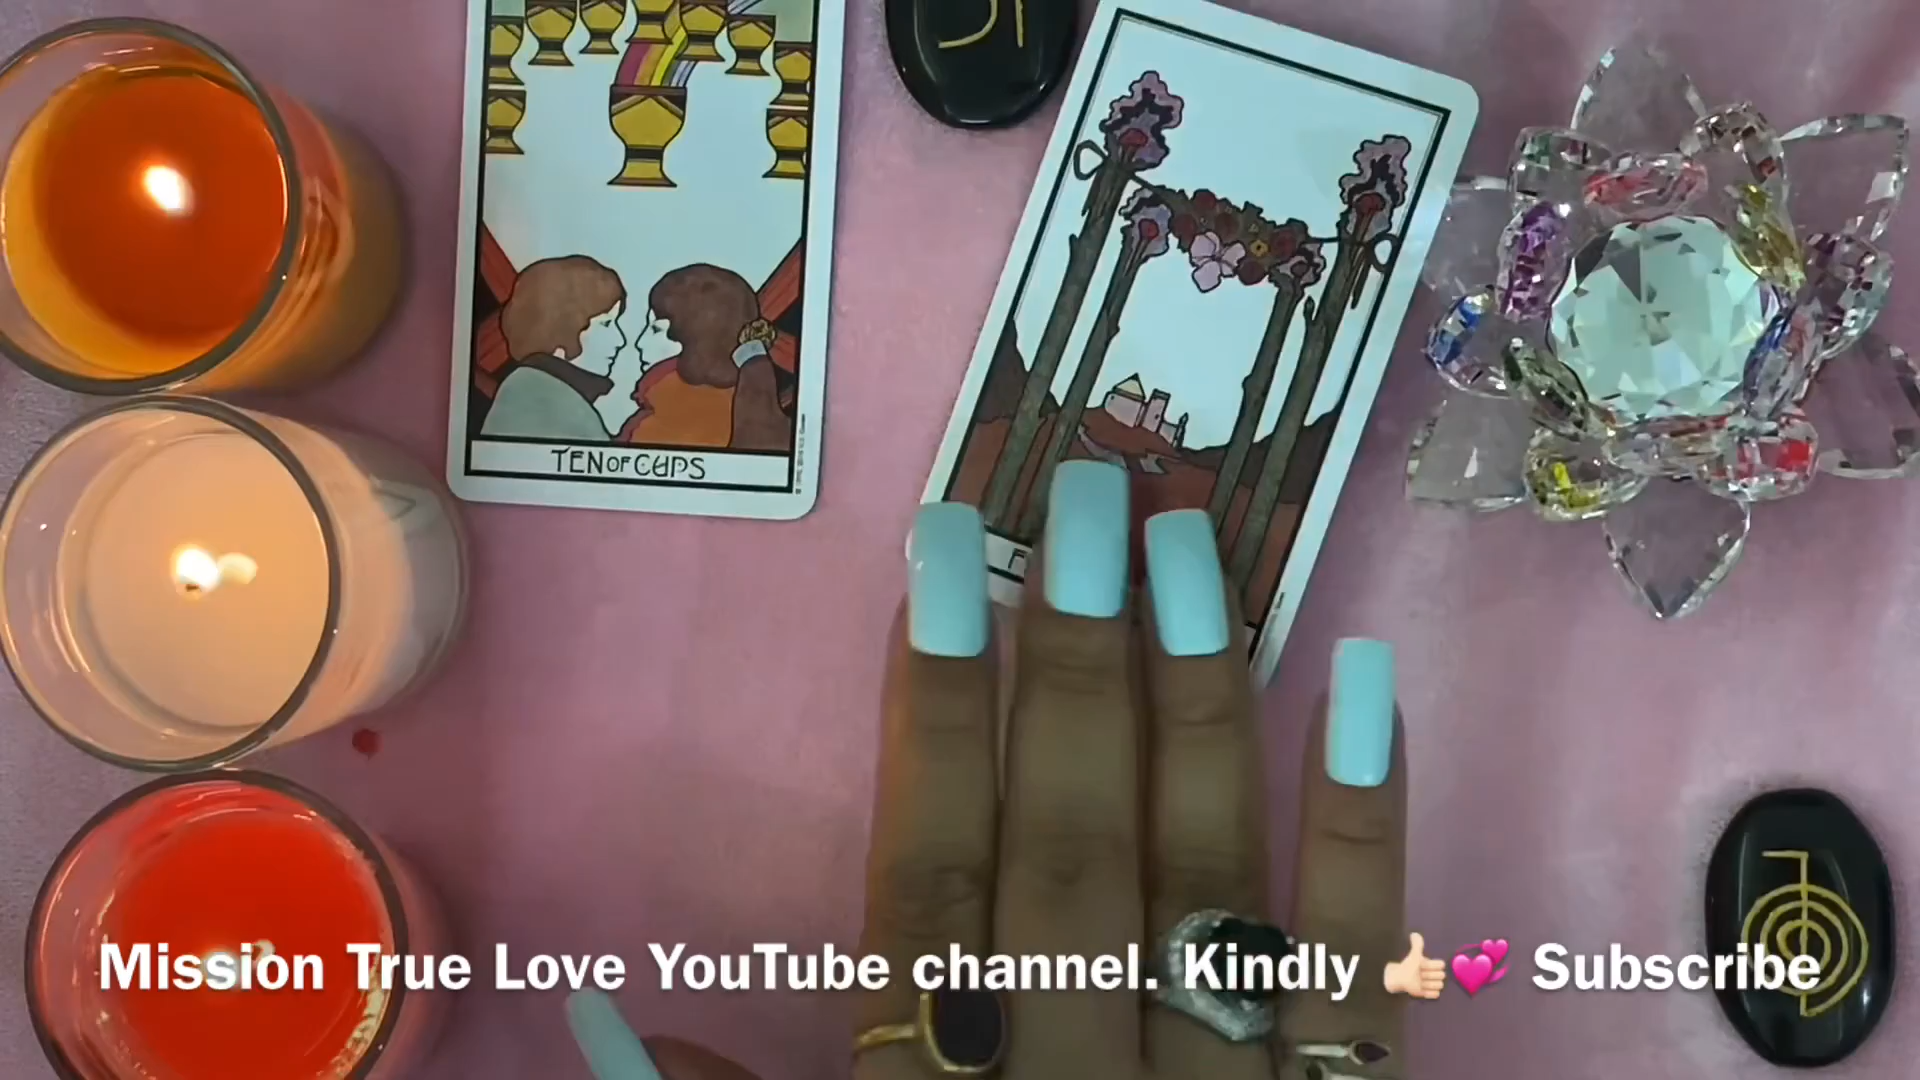 TEN OF CUPS
F
Mission True Love YouTube channel. Kindly 👍🏻💞 Subscribe